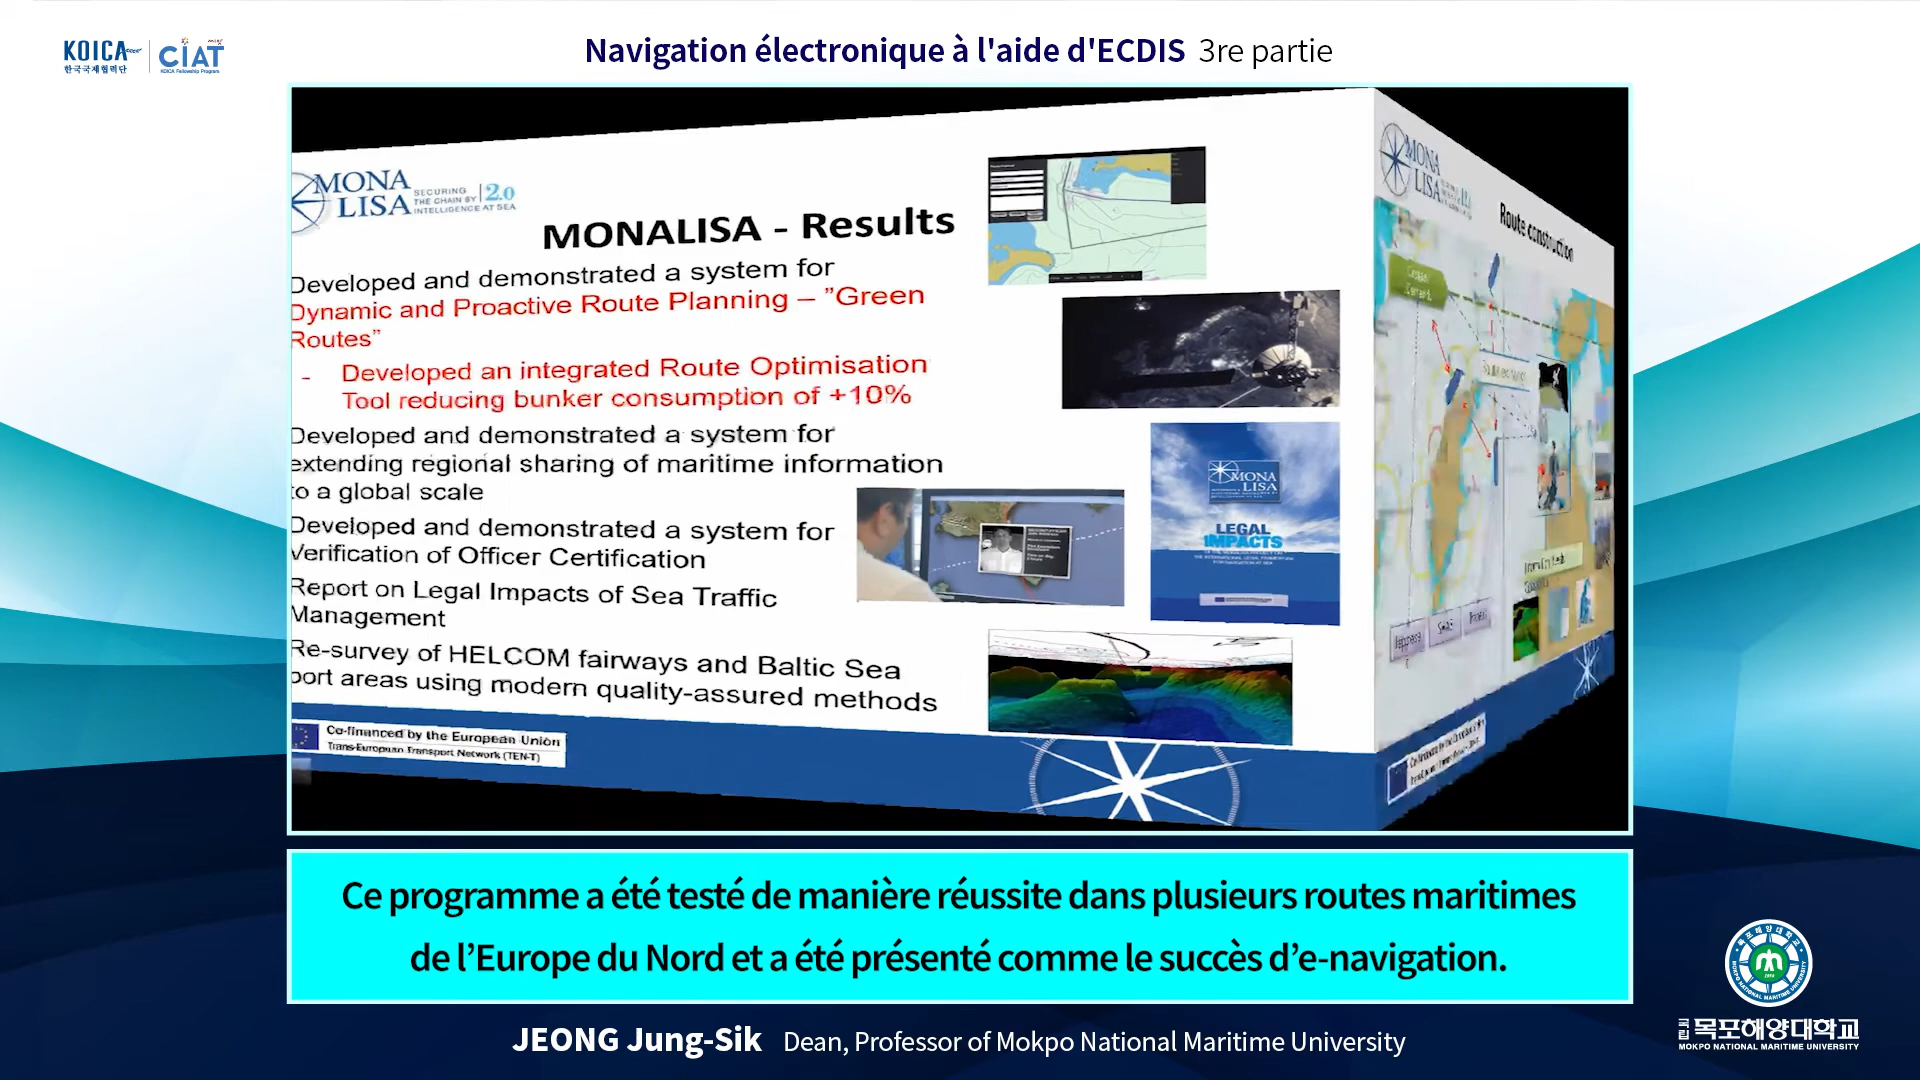 KOICA
한국국제협력단
CIAT
KOICA Fellowship Program
Navigation électronique à l'aide d'ECDIS 3re partie
MONA
LISA
SECURING
THE CHAIN BY
INTELLIGENCE AT SEA
2.0
MONALISA - Results
Developed and demonstrated a system for
Dynamic and Proactive Route Planning – ”Green
Routes”
- Developed an integrated Route Optimisation
Tool reducing bunker consumption of +10%
Developed and demonstrated a system for
extending regional sharing of maritime information
to a global scale
Developed and demonstrated a system for
Verification of Officer Certification
Report on Legal Impacts of Sea Traffic
Management
Re-survey of HELCOM fairways and Baltic Sea
port areas using modern quality-assured methods
Co-financed by the European Union
Trans-European Transport Network (TEN-T)
MONA
LISA
LEGAL
IMPACTS
MONA
LISA
Route construction
Ce programme a été testé de manière réussite dans plusieurs routes maritimes
de l’Europe du Nord et a été présenté comme le succès d’e-navigation.
JEONG Jung-Sik Dean, Professor of Mokpo National Maritime University
국립 목포해양대학교
MOKPO NATIONAL MARITIME UNIVERSITY